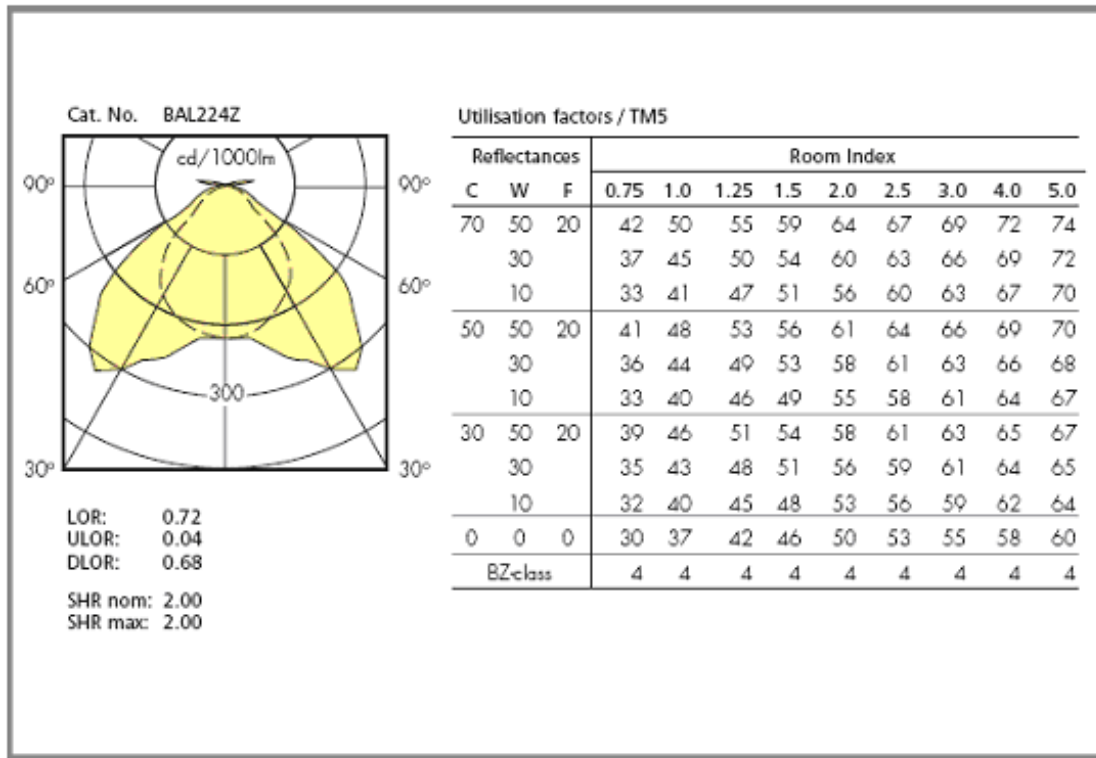 Cat. No. BAL224Z
cd/1000lm
90° 90°
60° 60°
300
30° 30°
LOR: 0.72
ULOR: 0.04
DLOR: 0.68
SHR nom: 2.00
SHR max: 2.00
Utilisation factors / TM5
Reflectances Room Index
C W F 0.75 1.0 1.25 1.5 2.0 2.5 3.0 4.0 5.0
70 50 20 42 50 55 59 64 67 69 72 74
30 37 45 50 54 60 63 66 69 72
10 33 41 47 51 56 60 63 67 70
50 50 20 41 48 53 56 61 64 66 69 70
30 36 44 49 53 58 61 63 66 68
10 33 40 46 49 55 58 61 64 67
30 50 20 39 46 51 54 58 61 63 65 67
30 35 43 48 51 56 59 61 64 65
10 32 40 45 48 53 56 59 62 64
0 0 0 30 37 42 46 50 53 55 58 60
BZ-class 4 4 4 4 4 4 4 4 4